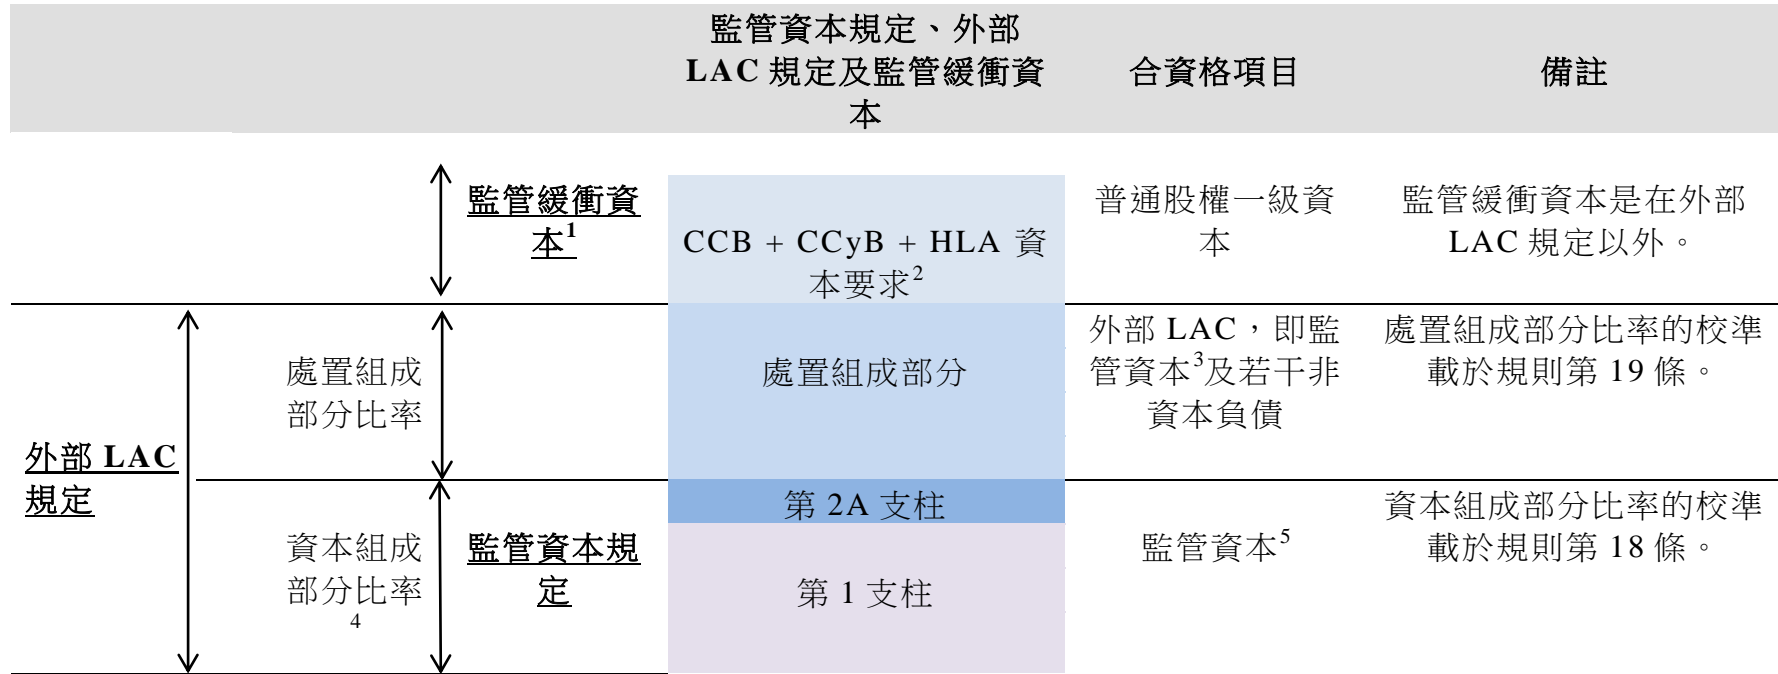 監管資本規定、外部
LAC 規定及監管緩衝資
本
合資格項目
備註
監管緩衝資
本1
CCB + CCyB + HLA 資
本要求2
普通股權一級資
本
監管緩衝資本是在外部
LAC 規定以外。
外部 LAC
規定
處置組成
部分比率
處置組成部分
外部 LAC，即監
管資本3及若干非
資本負債
處置組成部分比率的校準
載於規則第 19 條。
資本組成
部分比率
4
監管資本規
定
第 2A 支柱
第 1 支柱
監管資本5
資本組成部分比率的校準
載於規則第 18 條。